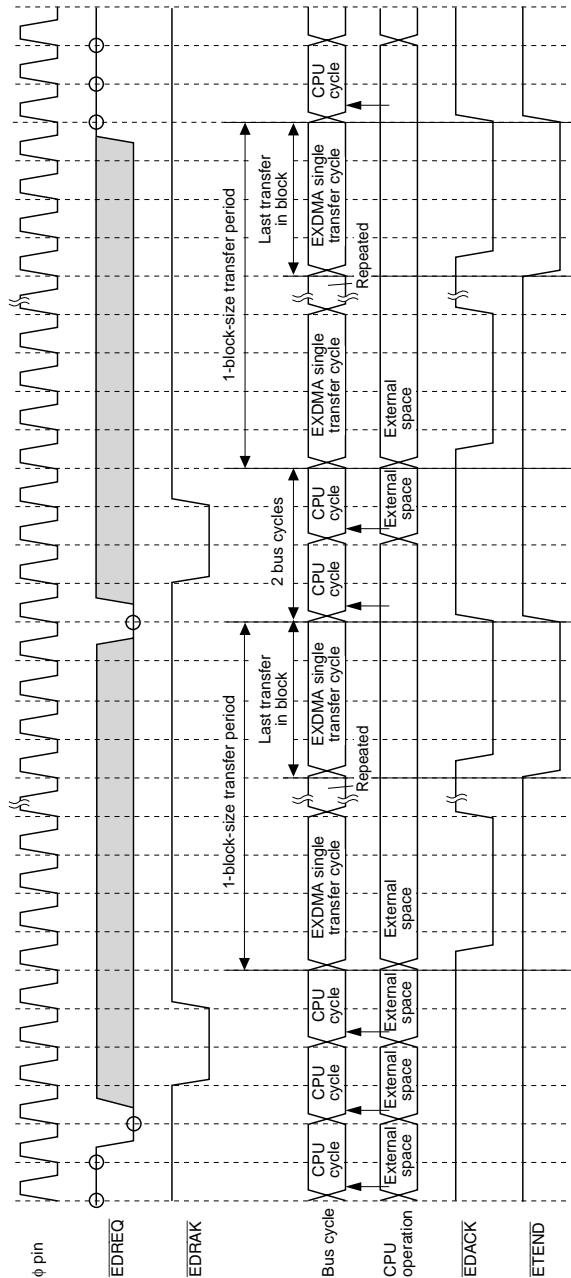 φ pin
EDREQ
EDRAK
1-block-size transfer period
2 bus cycles
1-block-size transfer period
Last transfer
in block
Last transfer
in block
Bus cycle
CPU
cycle
CPU
cycle
CPU
cycle
EXDMA single
transfer cycle
EXDMA single
transfer cycle
CPU
cycle
CPU
cycle
EXDMA single
transfer cycle
EXDMA single
transfer cycle
CPU
cycle
Repeated
Repeated
CPU
operation
External
space
External
space
External
space
External
space
External
space
External
space
EDACK
ETEND